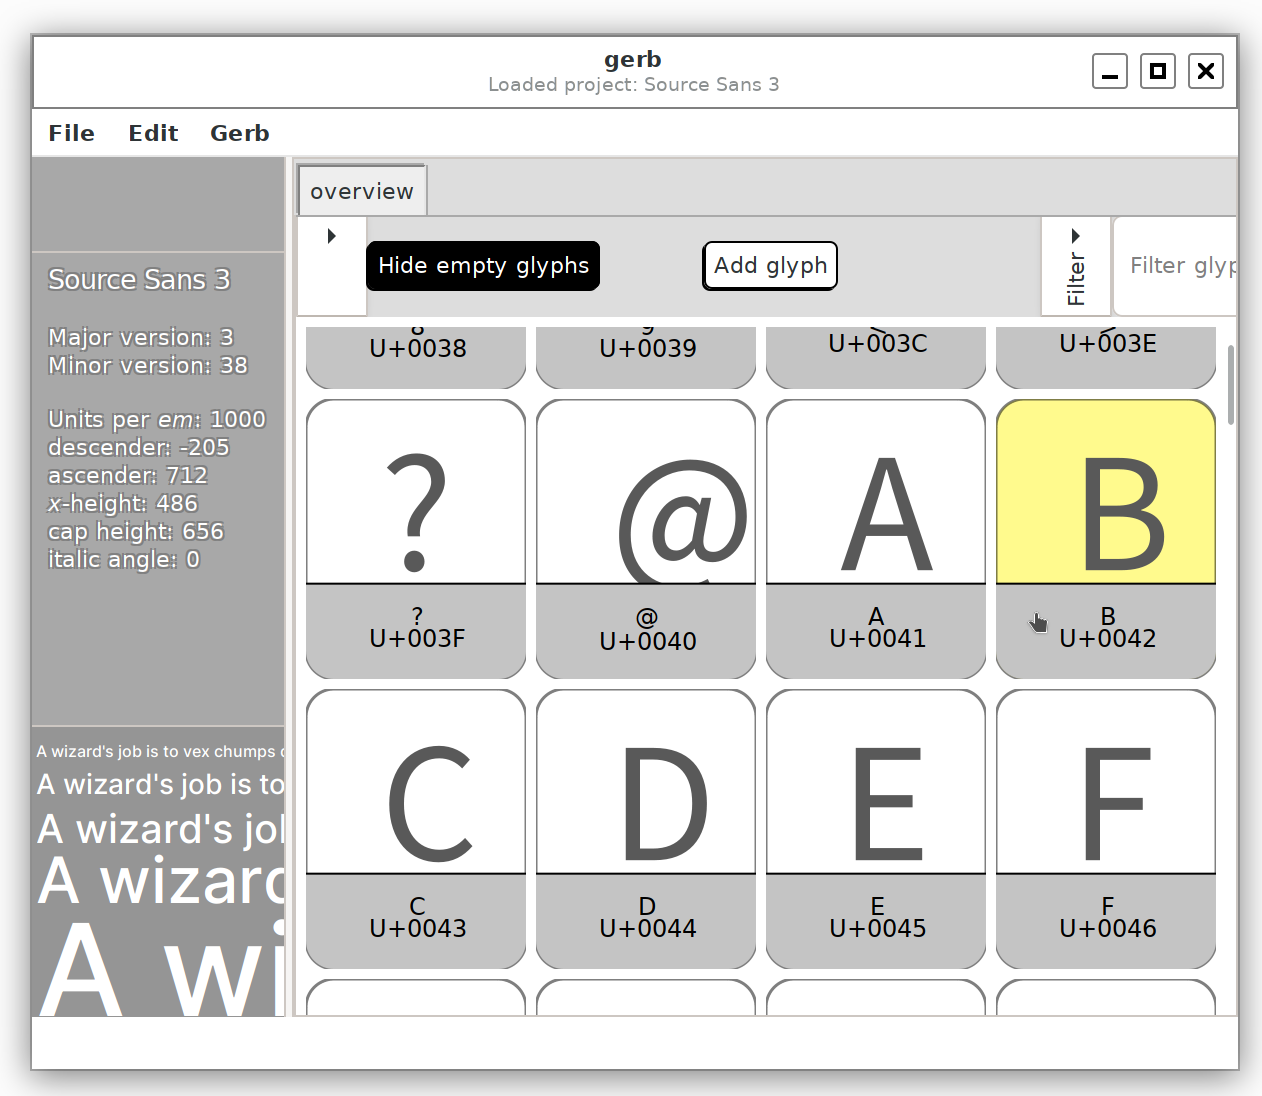 gerb
Loaded project: Source Sans 3
File Edit Gerb
overview
Hide empty glyphs
Add glyph
Filter
Filter glyp
Source Sans 3
Major version: 3
Minor version: 38
Units per em: 1000
descender: -205
ascender: 712
x-height: 486
cap height: 656
italic angle: 0
A wizard's job is to vex chumps
A wizard's job is to
A wizard's jo
A wizard
A wi
U+0038 U+0039 U+003C U+003E
? @ A B
? @ A B
U+003F U+0040 U+0041 U+0042
C D E F
C D E F
U+0043 U+0044 U+0045 U+0046